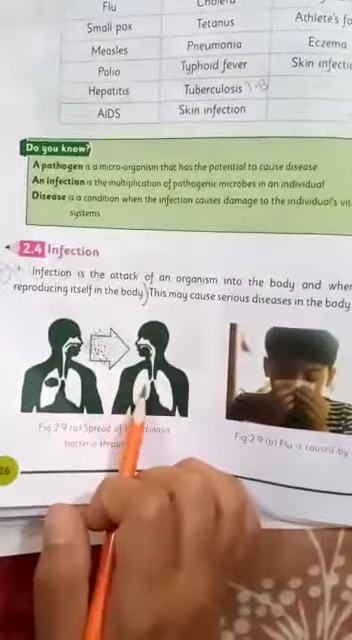 Flu
Cholera
Athlete's fo
Small pox
Tetanus
Measles
Pneumonia
Eczema
Polio
Typhoid fever
Skin infecti
Hepatitis
Tuberculosis T-B
AIDS
Skin infection
Do you know?
A pathogen is a micro-organism that has the potential to cause disease
An infection is the multiplication of pathogenic microbes in an individual
Disease is a condition when the infection causes damage to the individual's vit
systems
2.4 Infection
Infection is the attack of an organism into the body and when
reproducing itself in the body) This may cause serious diseases in the body
Fig 2.9 (a) Spread of culosis
bacteria throu
Fig 2.9 (b) Flu is caused by
26